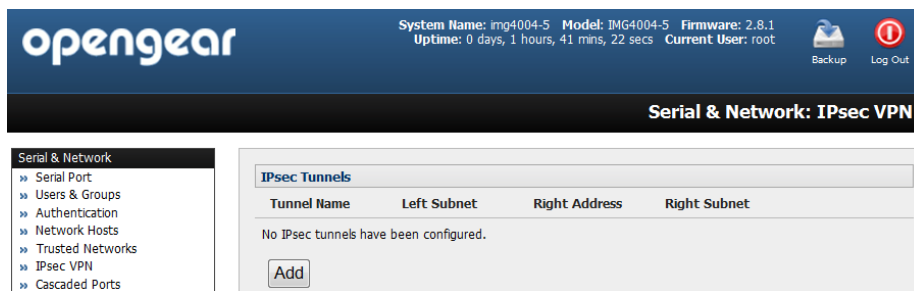 opengear
System Name: img4004-5 Model: IMG4004-5 Firmware: 2.8.1
Uptime: 0 days, 1 hours, 41 mins, 22 secs Current User: root
Backup
Log Out
Serial & Network: IPsec VPN
Serial & Network
» Serial Port
» Users & Groups
» Authentication
» Network Hosts
» Trusted Networks
» IPsec VPN
» Cascaded Ports
IPsec Tunnels
Tunnel Name Left Subnet Right Address Right Subnet
No IPsec tunnels have been configured.
Add